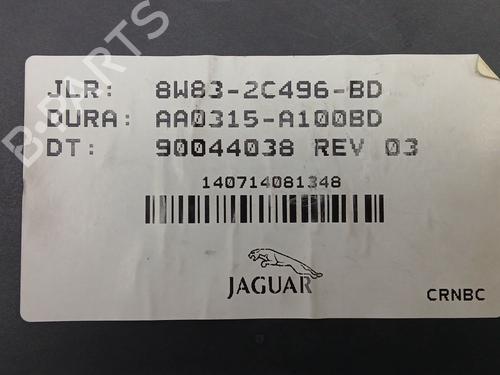 B-PARTS
JLR: 8W83-2C496-BD
DURA: AA0315-A100BD
DT: 90044038 REV 03
140714081348
JAGUAR
CRNBC